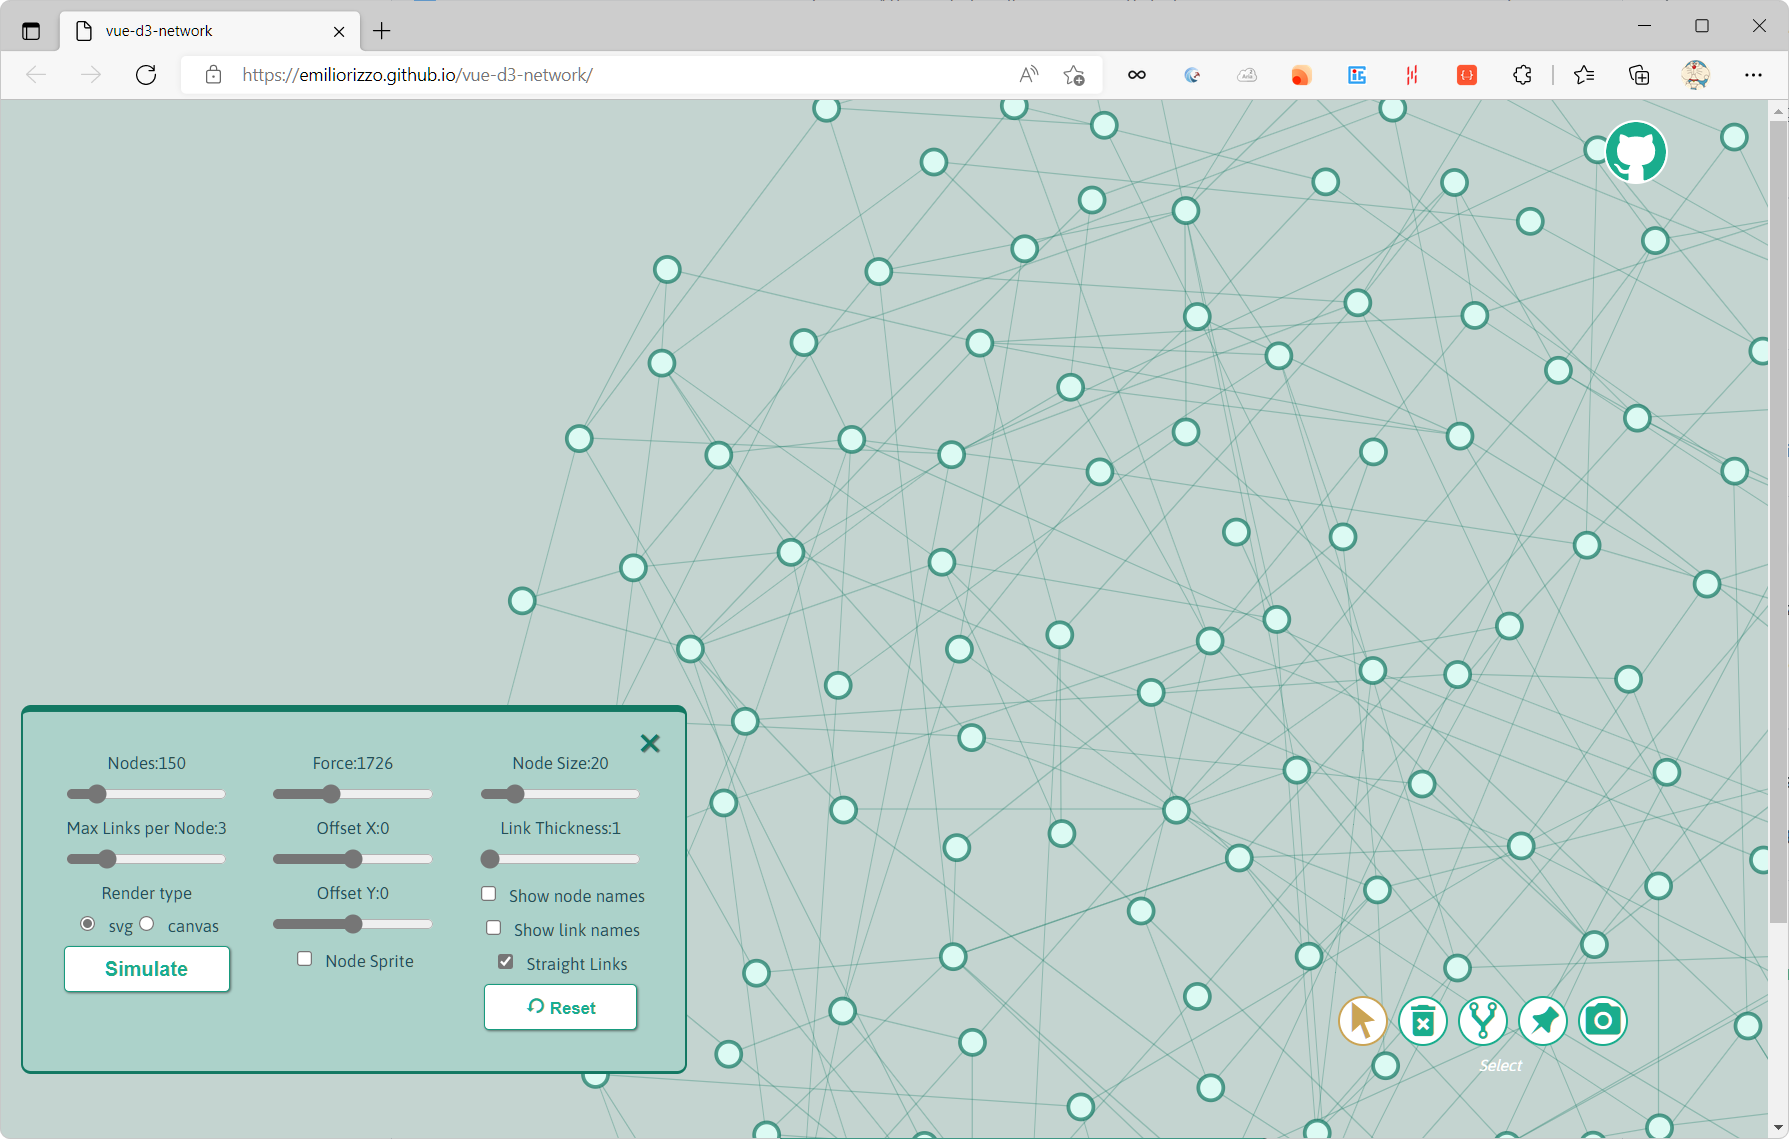 vue-d3-network
https://emiliorizzo.github.io/vue-d3-network/
Nodes:150
Force:1726
Node Size:20
Max Links per Node:3
Offset X:0
Link Thickness:1
Render type
Offset Y:0
Show node names
svg
canvas
Show link names
Simulate
Node Sprite
Straight Links
Reset
Select